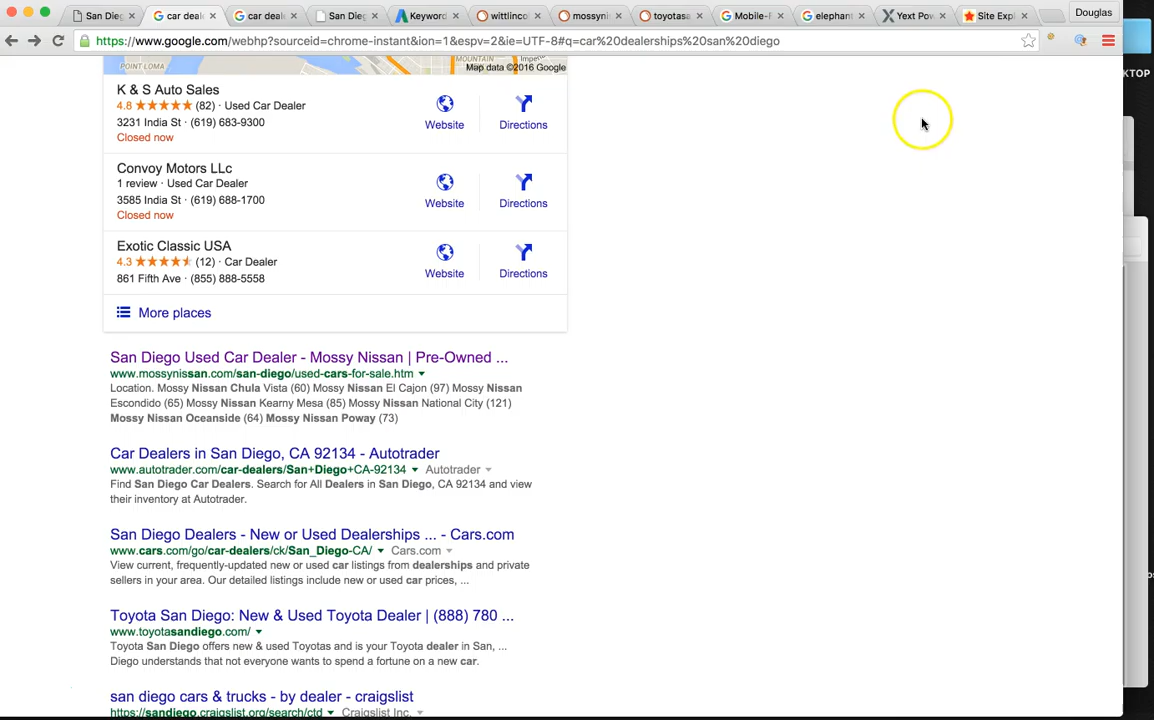 San Dieg
car deal
car deal
San Dieg
Keyword
wittlinco
mossynis
toyotasa
Mobile-F
elephant
Yext Pow
Site Expl
Douglas
https://www.google.com/webhp?sourceid=chrome-instant&ion=1&espv=2&ie=UTF-8#q=car%20dealerships%20san%20diego
KTOP
POINT LOMA
Map data ©2016 Google
K & S Auto Sales
4.8 (82) · Used Car Dealer
3231 India St · (619) 683-9300
Closed now
Website
Directions
Convoy Motors LLc
1 review · Used Car Dealer
3585 India St · (619) 688-1700
Closed now
Website
Directions
Exotic Classic USA
4.3 (12) · Car Dealer
861 Fifth Ave · (855) 888-5558
Website
Directions
More places
San Diego Used Car Dealer - Mossy Nissan | Pre-Owned ...
www.mossynissan.com/san-diego/used-cars-for-sale.htm
Location. Mossy Nissan Chula Vista (60) Mossy Nissan El Cajon (97) Mossy Nissan
Escondido (65) Mossy Nissan Kearny Mesa (85) Mossy Nissan National City (121)
Mossy Nissan Oceanside (64) Mossy Nissan Poway (73)
Car Dealers in San Diego, CA 92134 - Autotrader
www.autotrader.com/car-dealers/San+Diego+CA-92134 Autotrader
Find San Diego Car Dealers. Search for All Dealers in San Diego, CA 92134 and view
their inventory at Autotrader.
San Diego Dealers - New or Used Dealerships ... - Cars.com
www.cars.com/go/car-dealers/ck/San_Diego-CA/ Cars.com
View current, frequently-updated new or used car listings from dealerships and private
sellers in your area. Our detailed listings include new or used car prices, ...
Toyota San Diego: New & Used Toyota Dealer | (888) 780 ...
www.toyotasandiego.com/
Toyota San Diego offers new & used Toyotas and is your Toyota dealer in San, ...
Diego understands that not everyone wants to spend a fortune on a new car.
san diego cars & trucks - by dealer - craigslist
https://sandiego.craigslist.org/search/ctd Craigslist Inc.